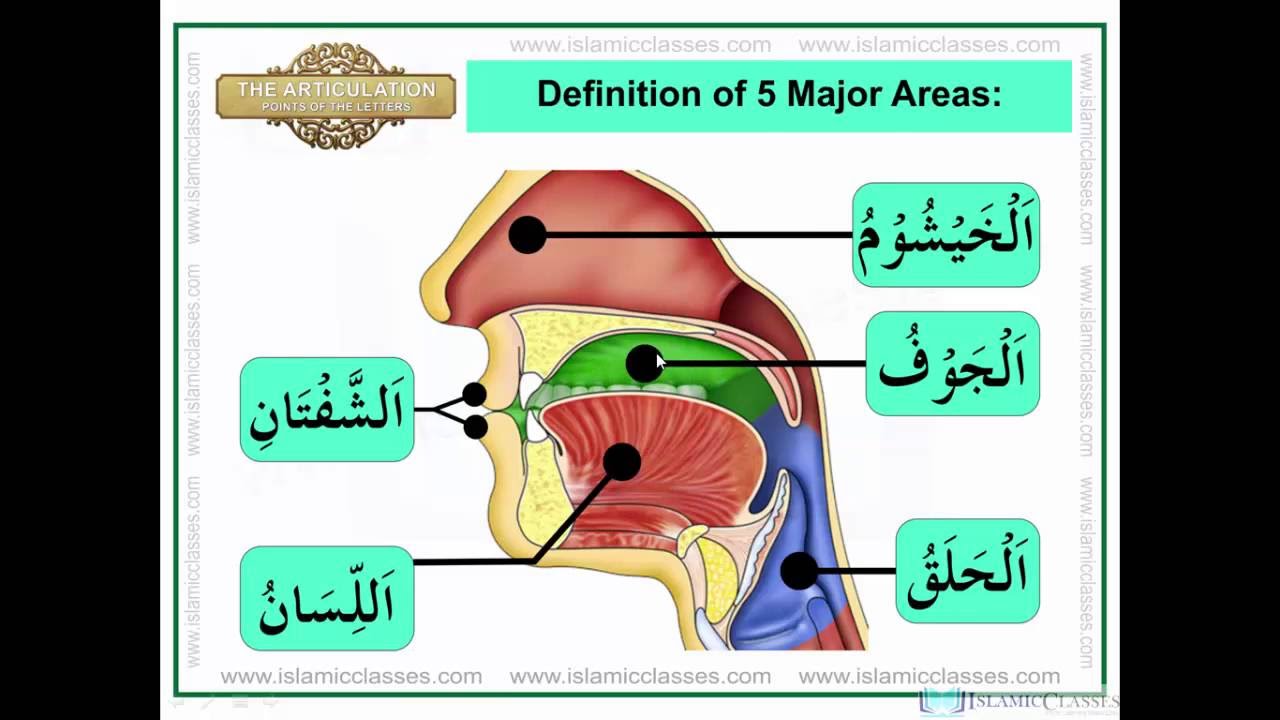 www.islamicclasses.com www.islamicclasses.com
THE ARTICULATION
POINTS OF THE LETTERS
Definition of 5 Major Areas:
اَلْخَيْشُوْمُ
اَلْجَوْفُ
اَلشَّفْتَانِ
اَللِّسَانُ
اَلْحَلَقُ
www.islamicclasses.com www.islamicclasses.com www.islamicclasses.com
www.islamicclasses.com www.islamicclasses.com www.islamicclasses.com
www.islamicclasses.com www.islamicclasses.com www.islamicclasses.com
ISLAMICCLASSES